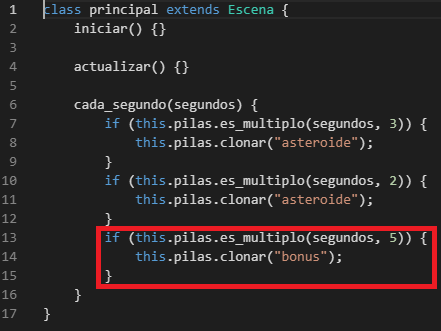 1 class principal extends Escena {
2     iniciar() {}
3
4     actualizar() {}
5
6     cada_segundo(segundos) {
7         if (this.pilas.es_multiplo(segundos, 3)) {
8             this.pilas.clonar("asteroide");
9         }
10         if (this.pilas.es_multiplo(segundos, 2)) {
11             this.pilas.clonar("asteroide");
12         }
13         if (this.pilas.es_multiplo(segundos, 5)) {
14             this.pilas.clonar("bonus");
15         }
16     }
17 }